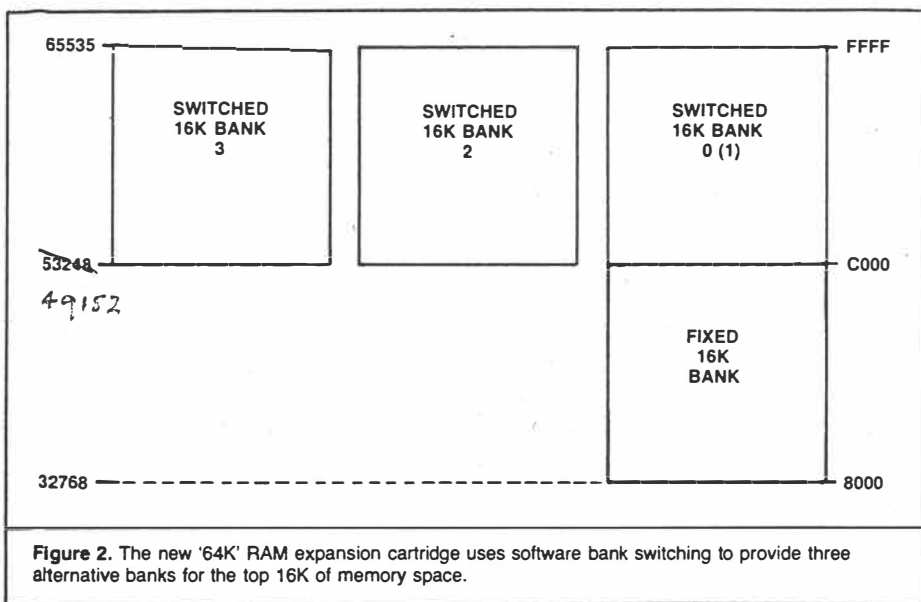 65535
FFFF
SWITCHED
16K BANK
3
SWITCHED
16K BANK
2
SWITCHED
16K BANK
0 (1)
53248
C000
49152
FIXED
16K
BANK
32768
8000
Figure 2. The new ‘64K’ RAM expansion cartridge uses software bank switching to provide three
alternative banks for the top 16K of memory space.